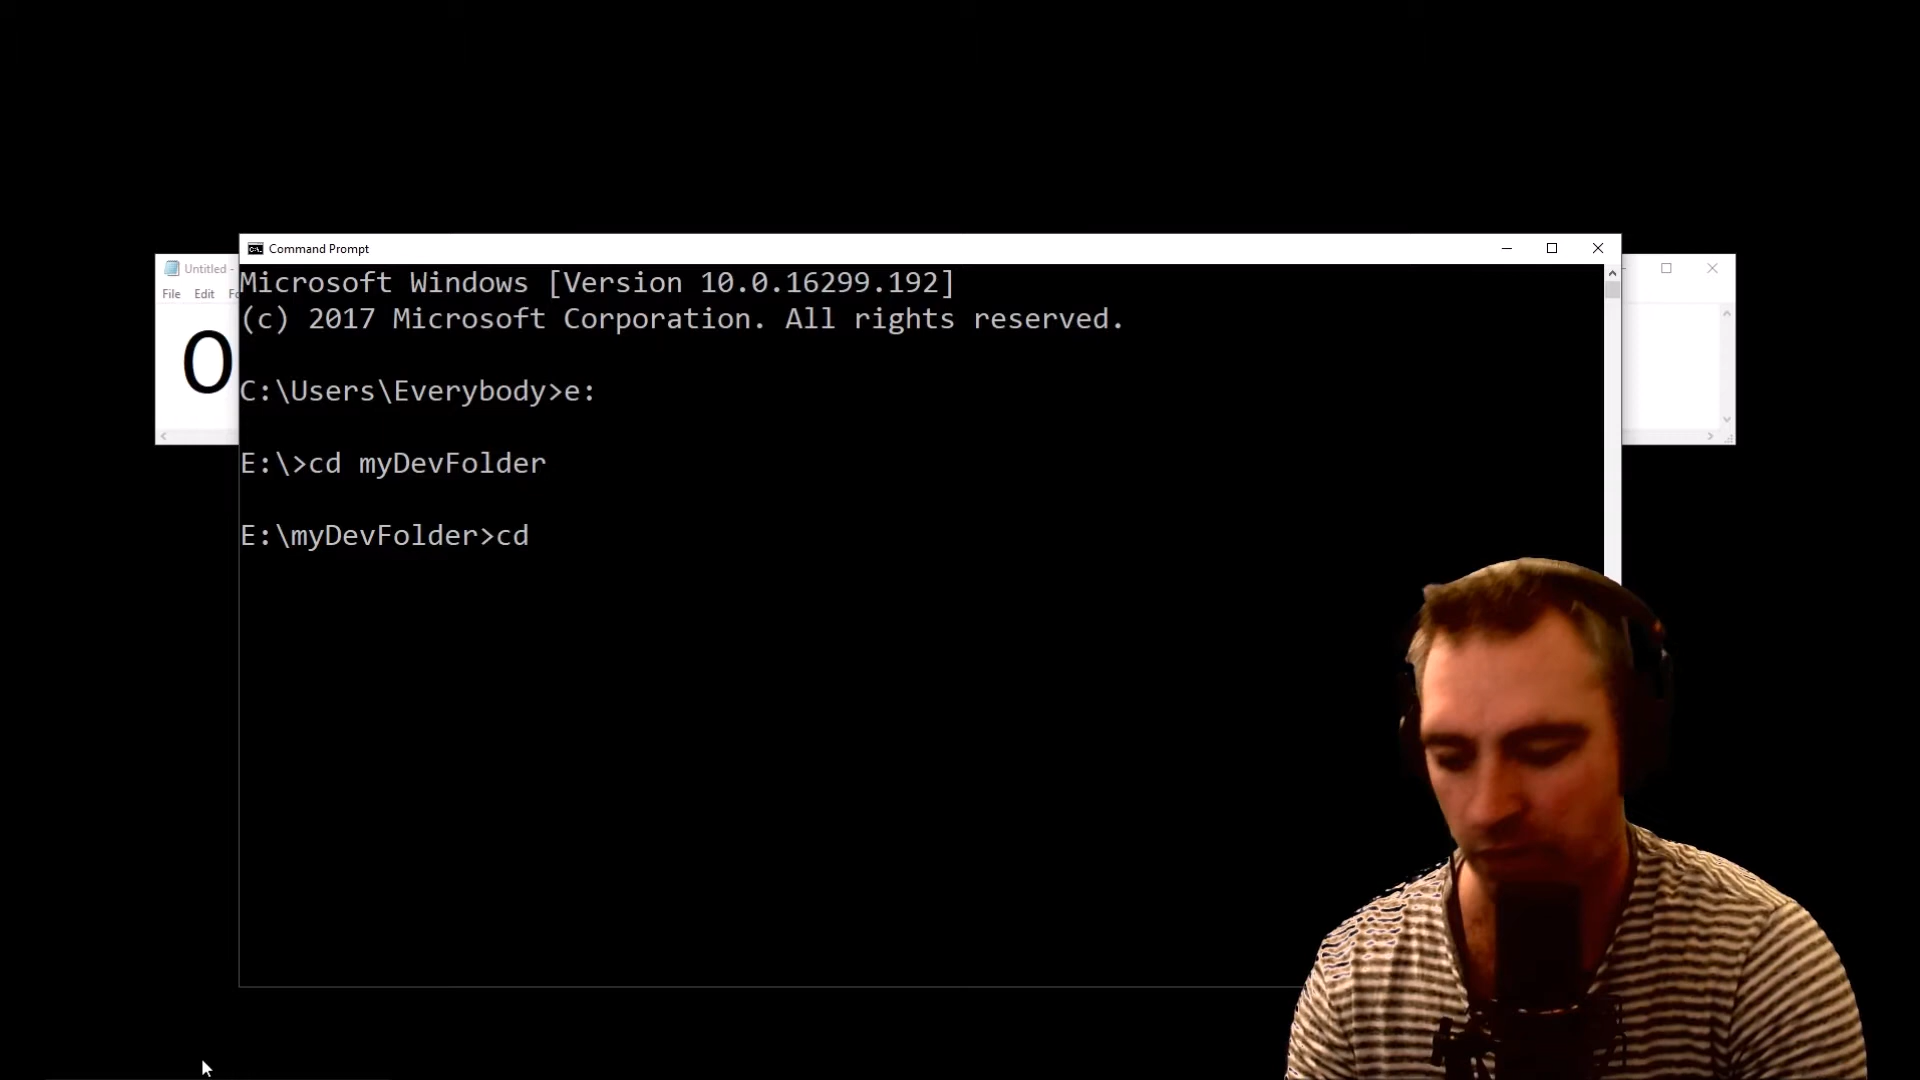 Command Prompt
Untitled -
File Edit Fo
O
Microsoft Windows [Version 10.0.16299.192]
(c) 2017 Microsoft Corporation. All rights reserved.
C:\Users\Everybody>e:
E:\>cd myDevFolder
E:\myDevFolder>cd